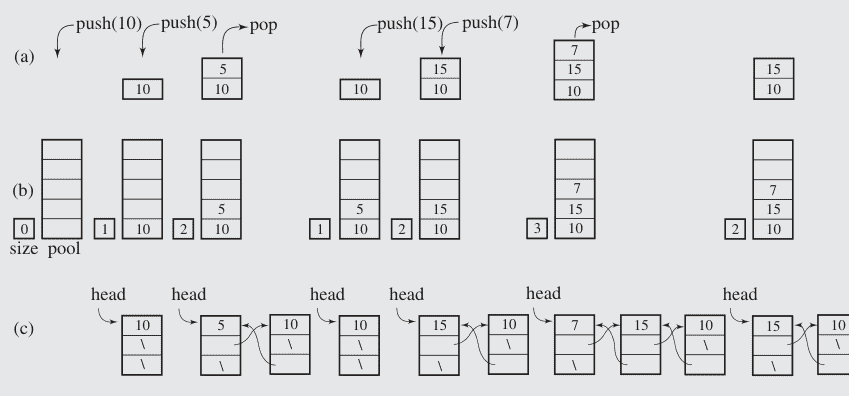 push(10) push(5) pop push(15) push(7) pop
(a)
7
5 15 15 15
10 10 10 10 10 10
(b)
7 7
5 5 15 15 15
0 1 10 2 10 1 10 2 10 3 10 2 10
size pool
head head head head head head
(c) 10 5 10 10 15 10 7 15 10 15 10
\ \ \ \ \ \
\ \ \ \ \ \